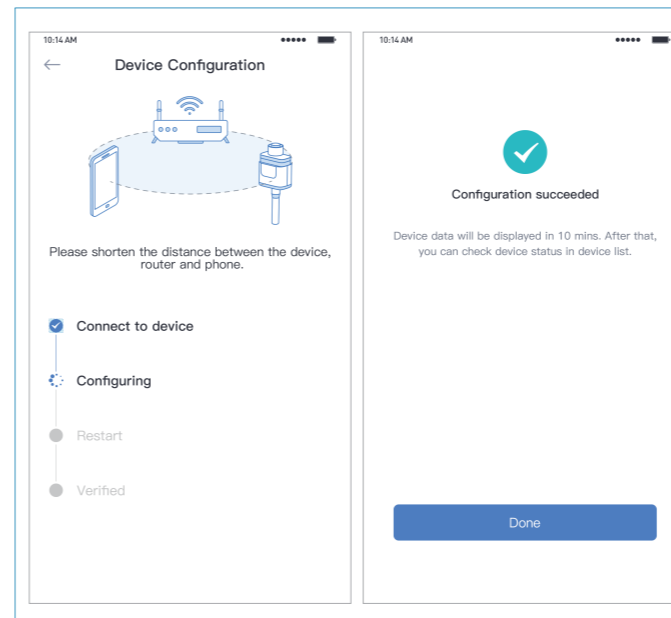 10:14 AM
Device Configuration
Please shorten the distance between the device,
router and phone.
Connect to device
Configuring
Restart
Verified
10:14 AM
Configuration succeeded
Device data will be displayed in 10 mins. After that,
you can check device status in device list.
Done